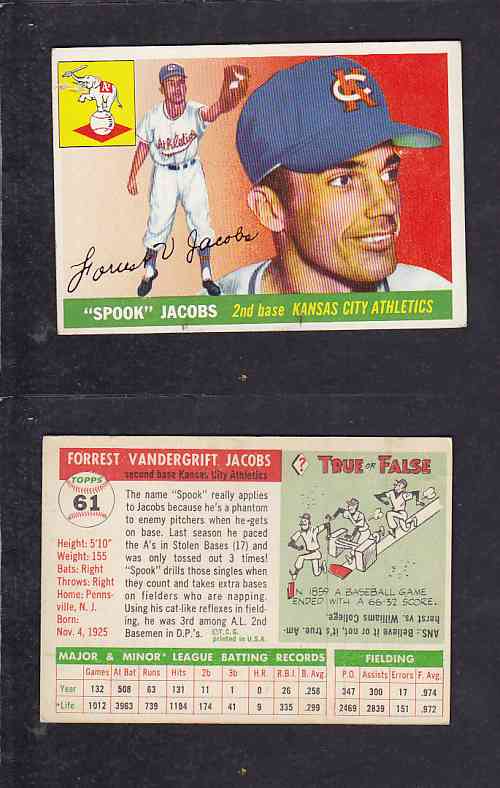 A's
Athletics
KC
Forrest V Jacobs
"SPOOK" JACOBS 2nd base KANSAS CITY ATHLETICS
FORREST VANDERGRIFT JACOBS
second base Kansas City Athletics
TOPPS
61
Height: 5'10"
Weight: 155
Bats: Right
Throws: Right
Home: Penns-
ville, N. J.
Born:
Nov. 4, 1925
The name "Spook" really applies
to Jacobs because he's a phantom
to enemy pitchers when he gets
on base. Last season he paced
the A's in Stolen Bases (17) and
was only tossed out 3 times!
"Spook" drills those singles when
they count and takes extra bases
on fielders who are napping.
Using his cat-like reflexes in field-
ing, he was 3rd among A.L. 2nd
Basemen in D.P.'s. ©T.C.G.
printed in U.S.A.
? TRUE OR FALSE
IN 1859 A BASEBALL GAME
ENDED WITH A 66-32 SCORE.
ANS: Believe it or not, it's true. Am-
herst vs. Williams College.
MAJOR & MINOR* LEAGUE BATTING RECORDS
Games At Bat Runs Hits 2b 3b H.R. R.B.I. B. Avg.
Year 132 508 63 131 11 1 0 26 .258
*Life 1012 3963 739 1184 174 41 9 335 .299
FIELDING
P.O. Assists Errors F. Avg.
347 300 17 .974
2469 2839 151 .972